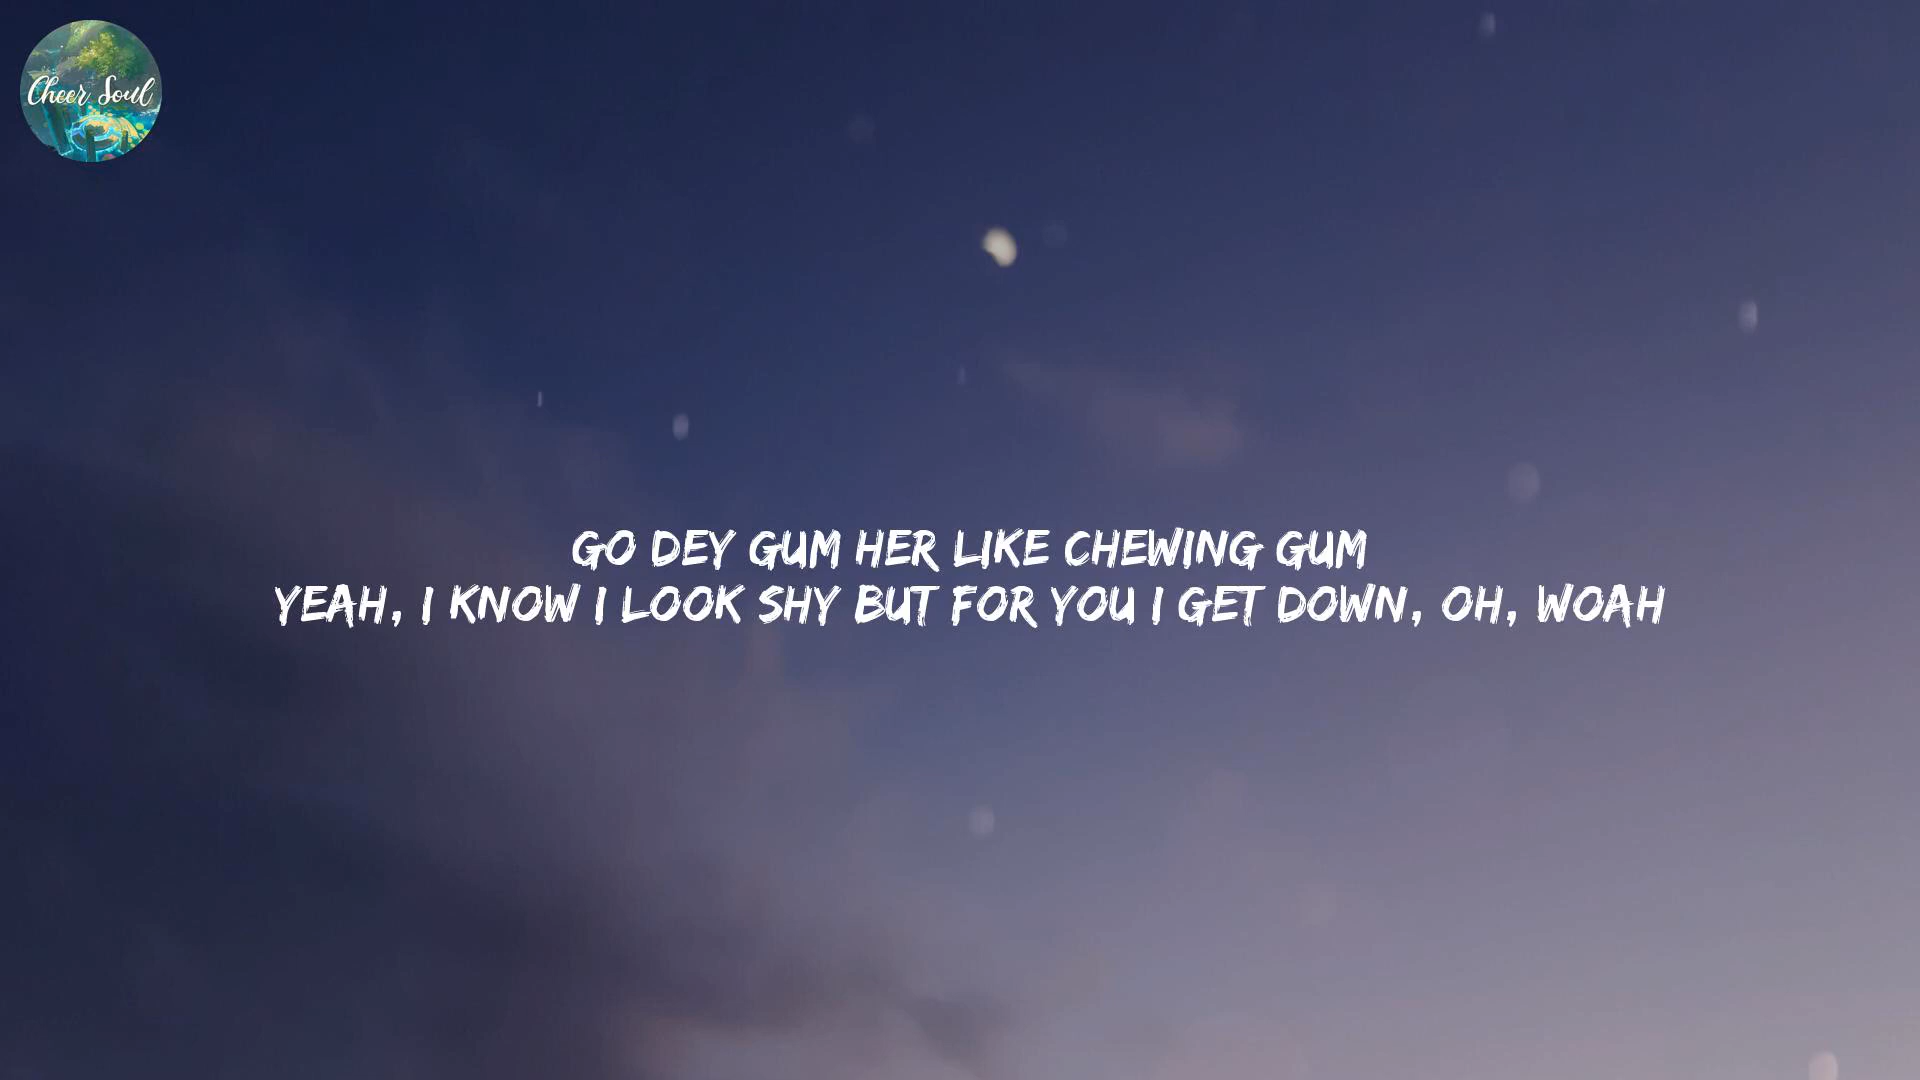 Cheer Soul
GO DEY GUM HER LIKE CHEWING GUM
YEAH, I KNOW I LOOK SHY BUT FOR YOU I GET DOWN, OH, WOAH